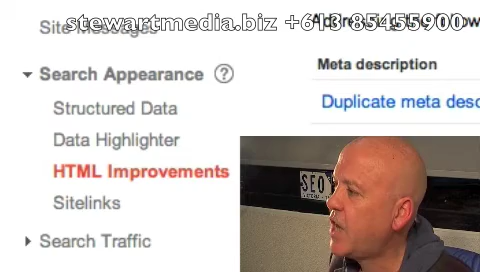 stewartmedia.biz +613 85455900
Site Messages
Search Appearance ?
Meta description
Structured Data
Duplicate meta desc
Data Highlighter
HTML Improvements
SEO
Sitelinks
Search Traffic